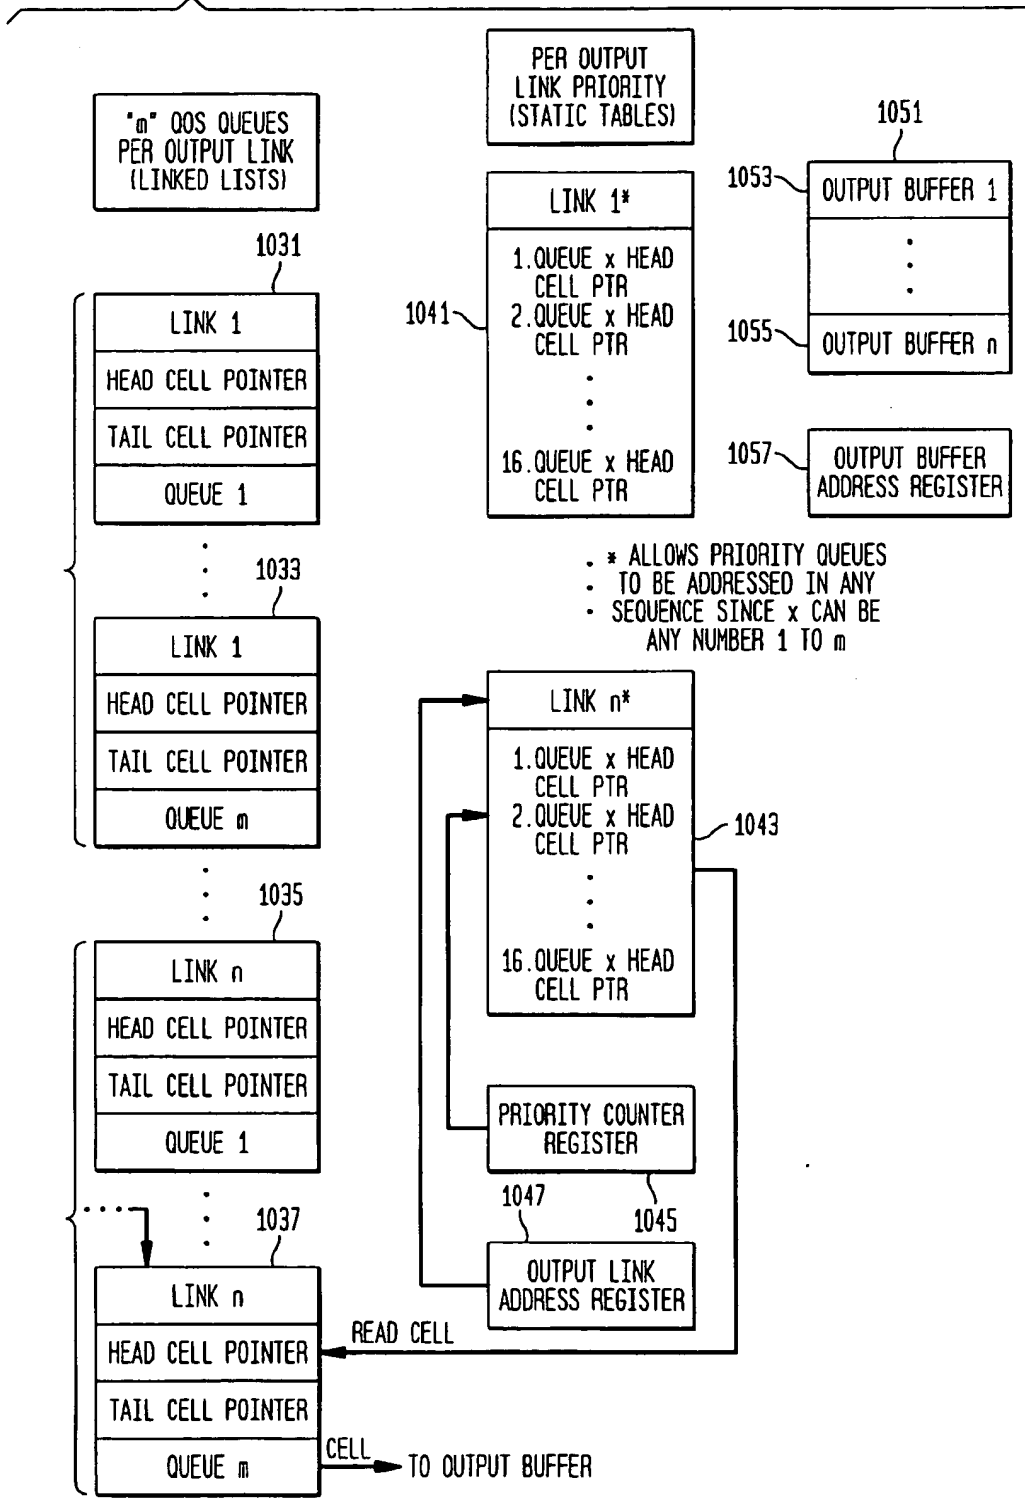 "m" QOS QUEUES
PER OUTPUT LINK
(LINKED LISTS)
1031
LINK 1
HEAD CELL POINTER
TAIL CELL POINTER
QUEUE 1
1033
LINK 1
HEAD CELL POINTER
TAIL CELL POINTER
QUEUE m
1035
LINK n
HEAD CELL POINTER
TAIL CELL POINTER
QUEUE 1
1037
LINK n
HEAD CELL POINTER
TAIL CELL POINTER
QUEUE m
PER OUTPUT
LINK PRIORITY
(STATIC TABLES)
LINK 1*
1041
1.QUEUE x HEAD
CELL PTR
2.QUEUE x HEAD
CELL PTR
16.QUEUE x HEAD
CELL PTR
1051
1053
OUTPUT BUFFER 1
1055
OUTPUT BUFFER n
1057
OUTPUT BUFFER
ADDRESS REGISTER
* ALLOWS PRIORITY QUEUES
TO BE ADDRESSED IN ANY
SEQUENCE SINCE x CAN BE
ANY NUMBER 1 TO m
LINK n*
1.QUEUE x HEAD
CELL PTR
2.QUEUE x HEAD
CELL PTR
1043
16.QUEUE x HEAD
CELL PTR
PRIORITY COUNTER
REGISTER
1045
1047
OUTPUT LINK
ADDRESS REGISTER
READ CELL
CELL
TO OUTPUT BUFFER